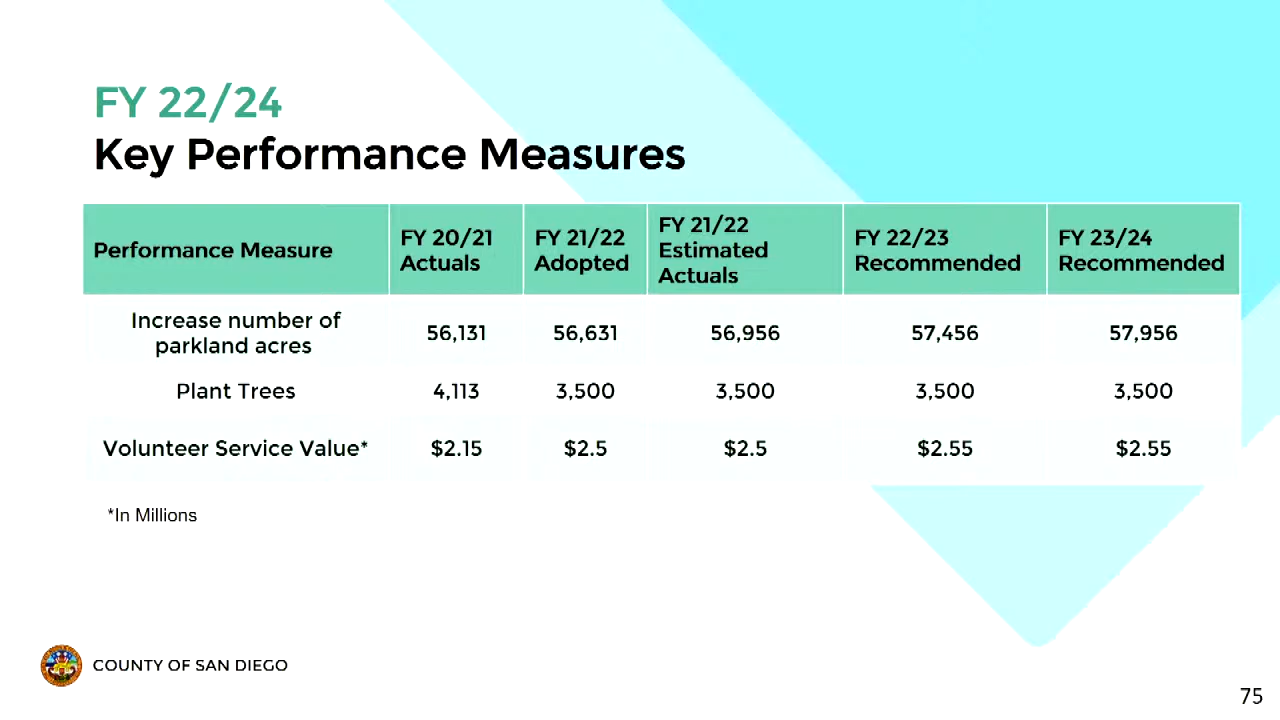 FY 22/24
Key Performance Measures
Performance Measure FY 20/21 Actuals FY 21/22 Adopted FY 21/22 Estimated Actuals FY 22/23 Recommended FY 23/24 Recommended
Increase number of parkland acres 56,131 56,631 56,956 57,456 57,956
Plant Trees 4,113 3,500 3,500 3,500 3,500
Volunteer Service Value* $2.15 $2.5 $2.5 $2.55 $2.55
*In Millions
COUNTY OF SAN DIEGO
75